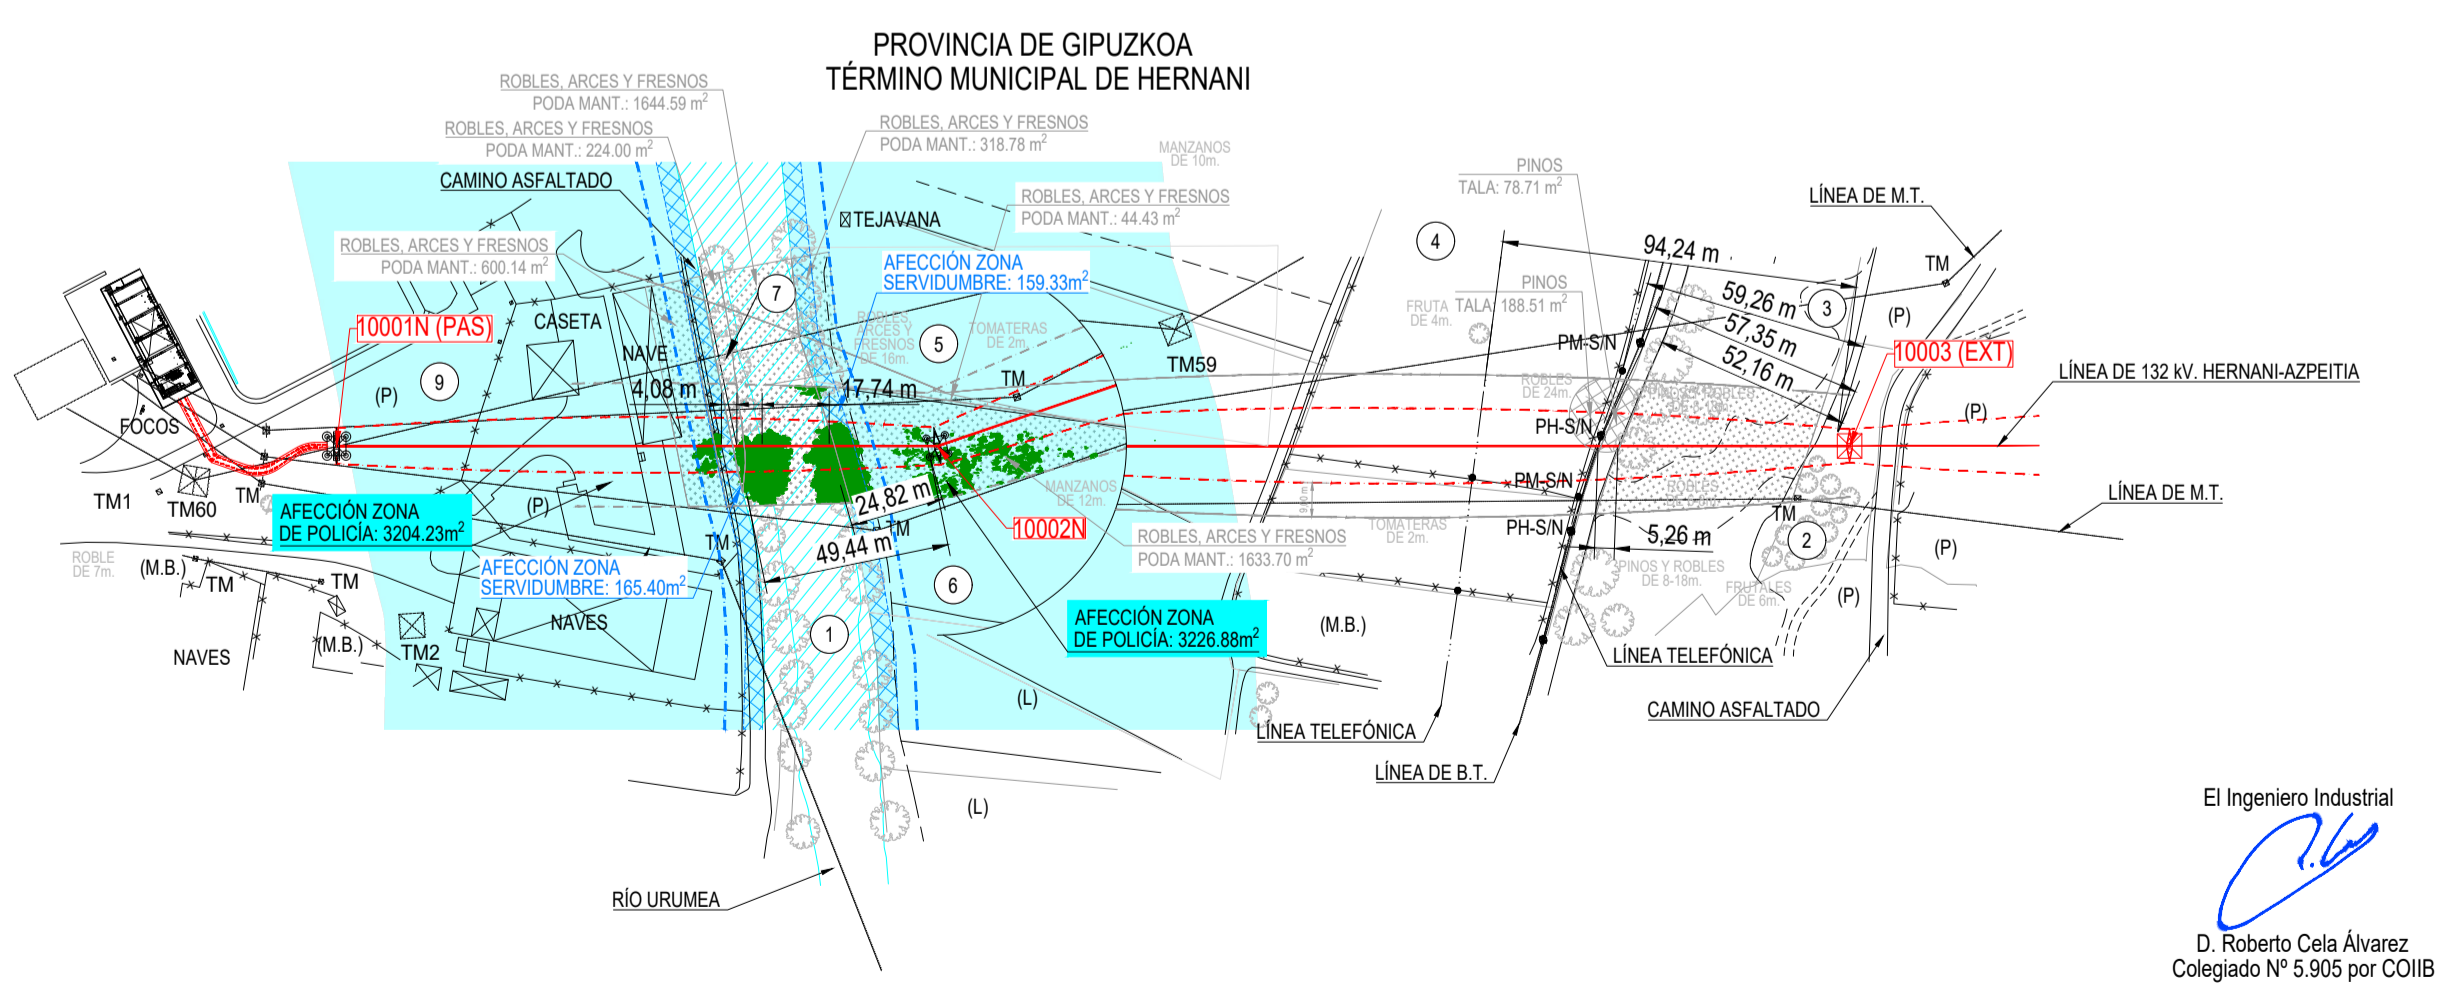 PROVINCIA DE GIPUZKOA
TÉRMINO MUNICIPAL DE HERNANI
ROBLES, ARCES Y FRESNOS
PODA MANT.: 1644.59 m²
ROBLES, ARCES Y FRESNOS
PODA MANT.: 224.00 m²
ROBLES, ARCES Y FRESNOS
PODA MANT.: 318.78 m²
MANZANOS
DE 10m.
CAMINO ASFALTADO
ROBLES, ARCES Y FRESNOS
PODA MANT.: 44.43 m²
PINOS
TALA: 78.71 m²
LÍNEA DE M.T.
TEJAVANA
ROBLES, ARCES Y FRESNOS
PODA MANT.: 600.14 m²
AFECCIÓN ZONA
SERVIDUMBRE: 159.33m²
4
94,24 m
TM
7
PINOS
TALA: 188.51 m²
FRUTA
DE 4m.
59,26 m
3
(P)
57,35 m
52,16 m
10001N (PAS)
CASETA
NAVE
ROBLES,
ARCES Y
FRESNOS
DE 16m.
5
TOMATERAS
DE 2m.
TM59
PM-S/N
10003 (EXT)
9
(P)
4,08 m
17,74 m
TM
ROBLES
DE 24m.
LÍNEA DE 132 kV. HERNANI-AZPEITIA
(P)
FOCOS
PH-S/N
TM1
TM60
TM
(P)
24,82 m
TM
MANZANOS
DE 12m.
PM-S/N
ROBLES
LÍNEA DE M.T.
AFECCIÓN ZONA
DE POLICÍA: 3204.23m²
10002N
ROBLES, ARCES Y FRESNOS
PODA MANT.: 1633.70 m²
TOMATERAS
DE 2m.
PH-S/N
TM
5,26 m
2
(P)
TM
49,44 m
ROBLE
DE 7m.
(M.B.)
TM
TM
AFECCIÓN ZONA
SERVIDUMBRE: 165.40m²
6
PINOS Y ROBLES
DE 8-18m.
FRUTALES
DE 6m.
(P)
AFECCIÓN ZONA
DE POLICÍA: 3226.88m²
NAVES
1
(M.B.)
(M.B.)
NAVES
TM2
LÍNEA TELEFÓNICA
(L)
CAMINO ASFALTADO
LÍNEA TELEFÓNICA
LÍNEA DE B.T.
(L)
RÍO URUMEA
El Ingeniero Industrial
D. Roberto Cela Álvarez
Colegiado Nº 5.905 por COIIB